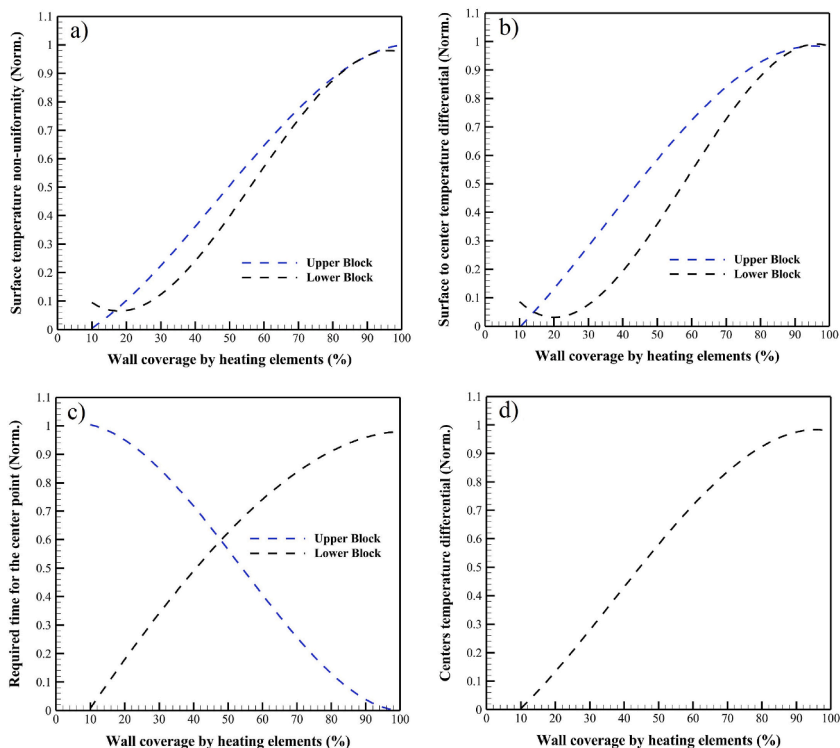 a)
Surface temperature non-uniformity (Norm.)
1.1
1
0.9
0.8
0.7
0.6
0.5
0.4
0.3
0.2
0.1
0
Upper Block
Lower Block
0 10 20 30 40 50 60 70 80 90 100
Wall coverage by heating elements (%)
b)
Surface to center temperature differential (Norm.)
1.1
1
0.9
0.8
0.7
0.6
0.5
0.4
0.3
0.2
0.1
0
Upper Block
Lower Block
0 10 20 30 40 50 60 70 80 90 100
Wall coverage by heating elements (%)
c)
Required time for the center point (Norm.)
1.1
1
0.9
0.8
0.7
0.6
0.5
0.4
0.3
0.2
0.1
0
Upper Block
Lower Block
0 10 20 30 40 50 60 70 80 90 100
Wall coverage by heating elements (%)
d)
Centers temperature differential (Norm.)
1.1
1
0.9
0.8
0.7
0.6
0.5
0.4
0.3
0.2
0.1
0
0 10 20 30 40 50 60 70 80 90 100
Wall coverage by heating elements (%)